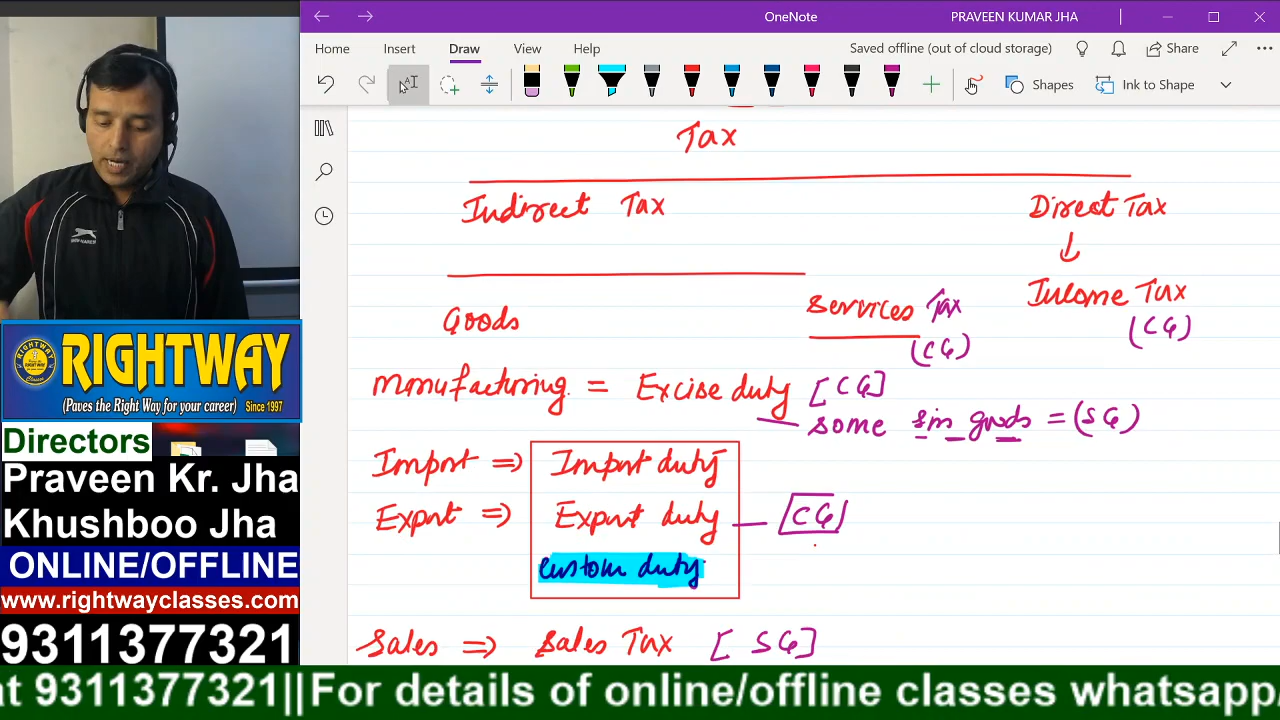 OneNote
PRAVEEN KUMAR JHA
Home Insert Draw View Help
Saved offline (out of cloud storage)
Share
Shapes
Ink to Shape
Tax
Indirect Tax
Direct Tax
Income Tax
(CG)
Goods
Services Tax
(CG)
Manufactoring = Excise duty [CG]
some sin goods = (SG)
Import ⇒ Import duty
Export ⇒ Export duty — CG
custom duty
Sales ⇒ Sales Tax [SG]
RIGHTWAY
(Paves the Right Way for your career) Since 1997
Directors
Praveen Kr. Jha
Khushboo Jha
ONLINE/OFFLINE
www.rightwayclasses.com
9311377321
at 9311377321||For details of online/offline classes whatsapp/